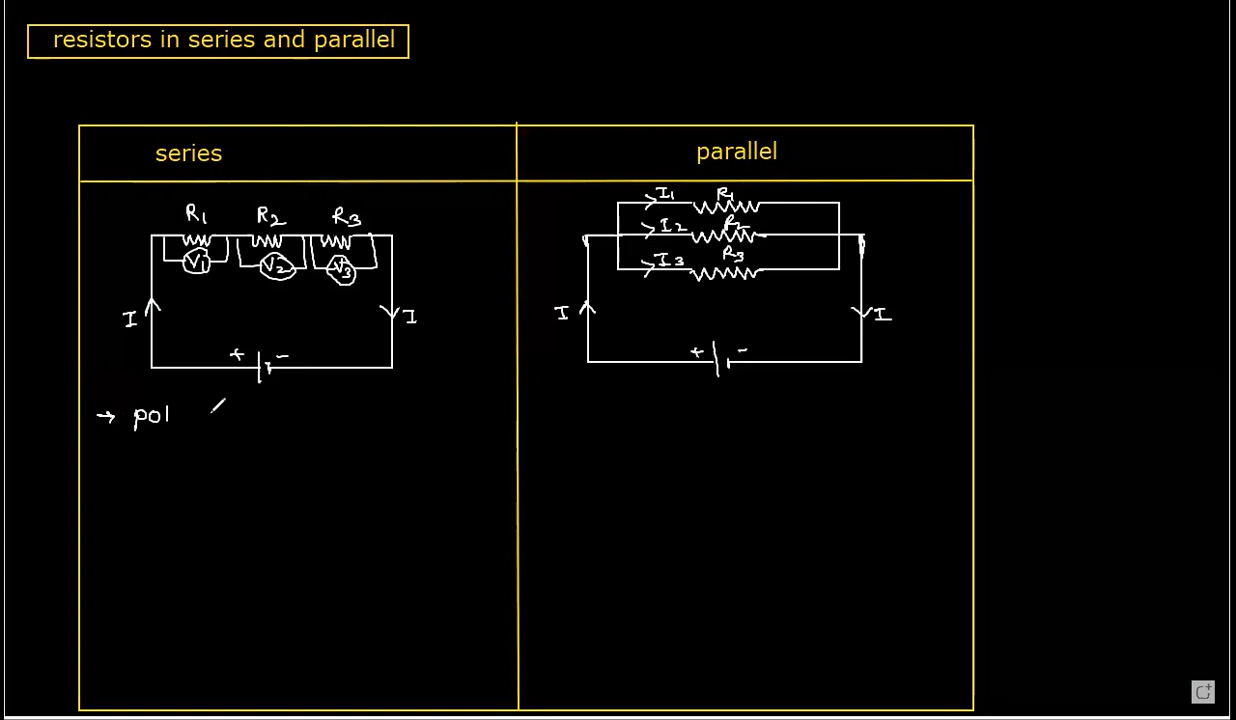 resistors in series and parallel
series
parallel
R1 R2 R3
V1 V2 V3
I I
+ -
→ pol
I1 R1
I2 R2
I3 R3
I I
+ -